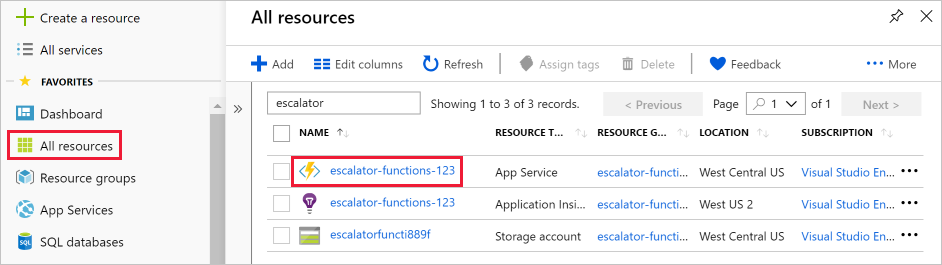 Create a resource
All services
FAVORITES
Dashboard
All resources
Resource groups
App Services
SQL databases
SQL
All resources
Add
Edit columns
Refresh
Assign tags
Delete
Feedback
More
escalator
Showing 1 to 3 of 3 records.
< Previous
Page
1
of 1
Next >
NAME RESOURCE T... RESOURCE G... LOCATION SUBSCRIPTION
escalator-functions-123 App Service escalator-functi... West Central US Visual Studio En...
escalator-functions-123 Application Insi... escalator-functi... West US 2 Visual Studio En...
escalatorfuncti889f Storage account escalator-functi... West Central US Visual Studio En...